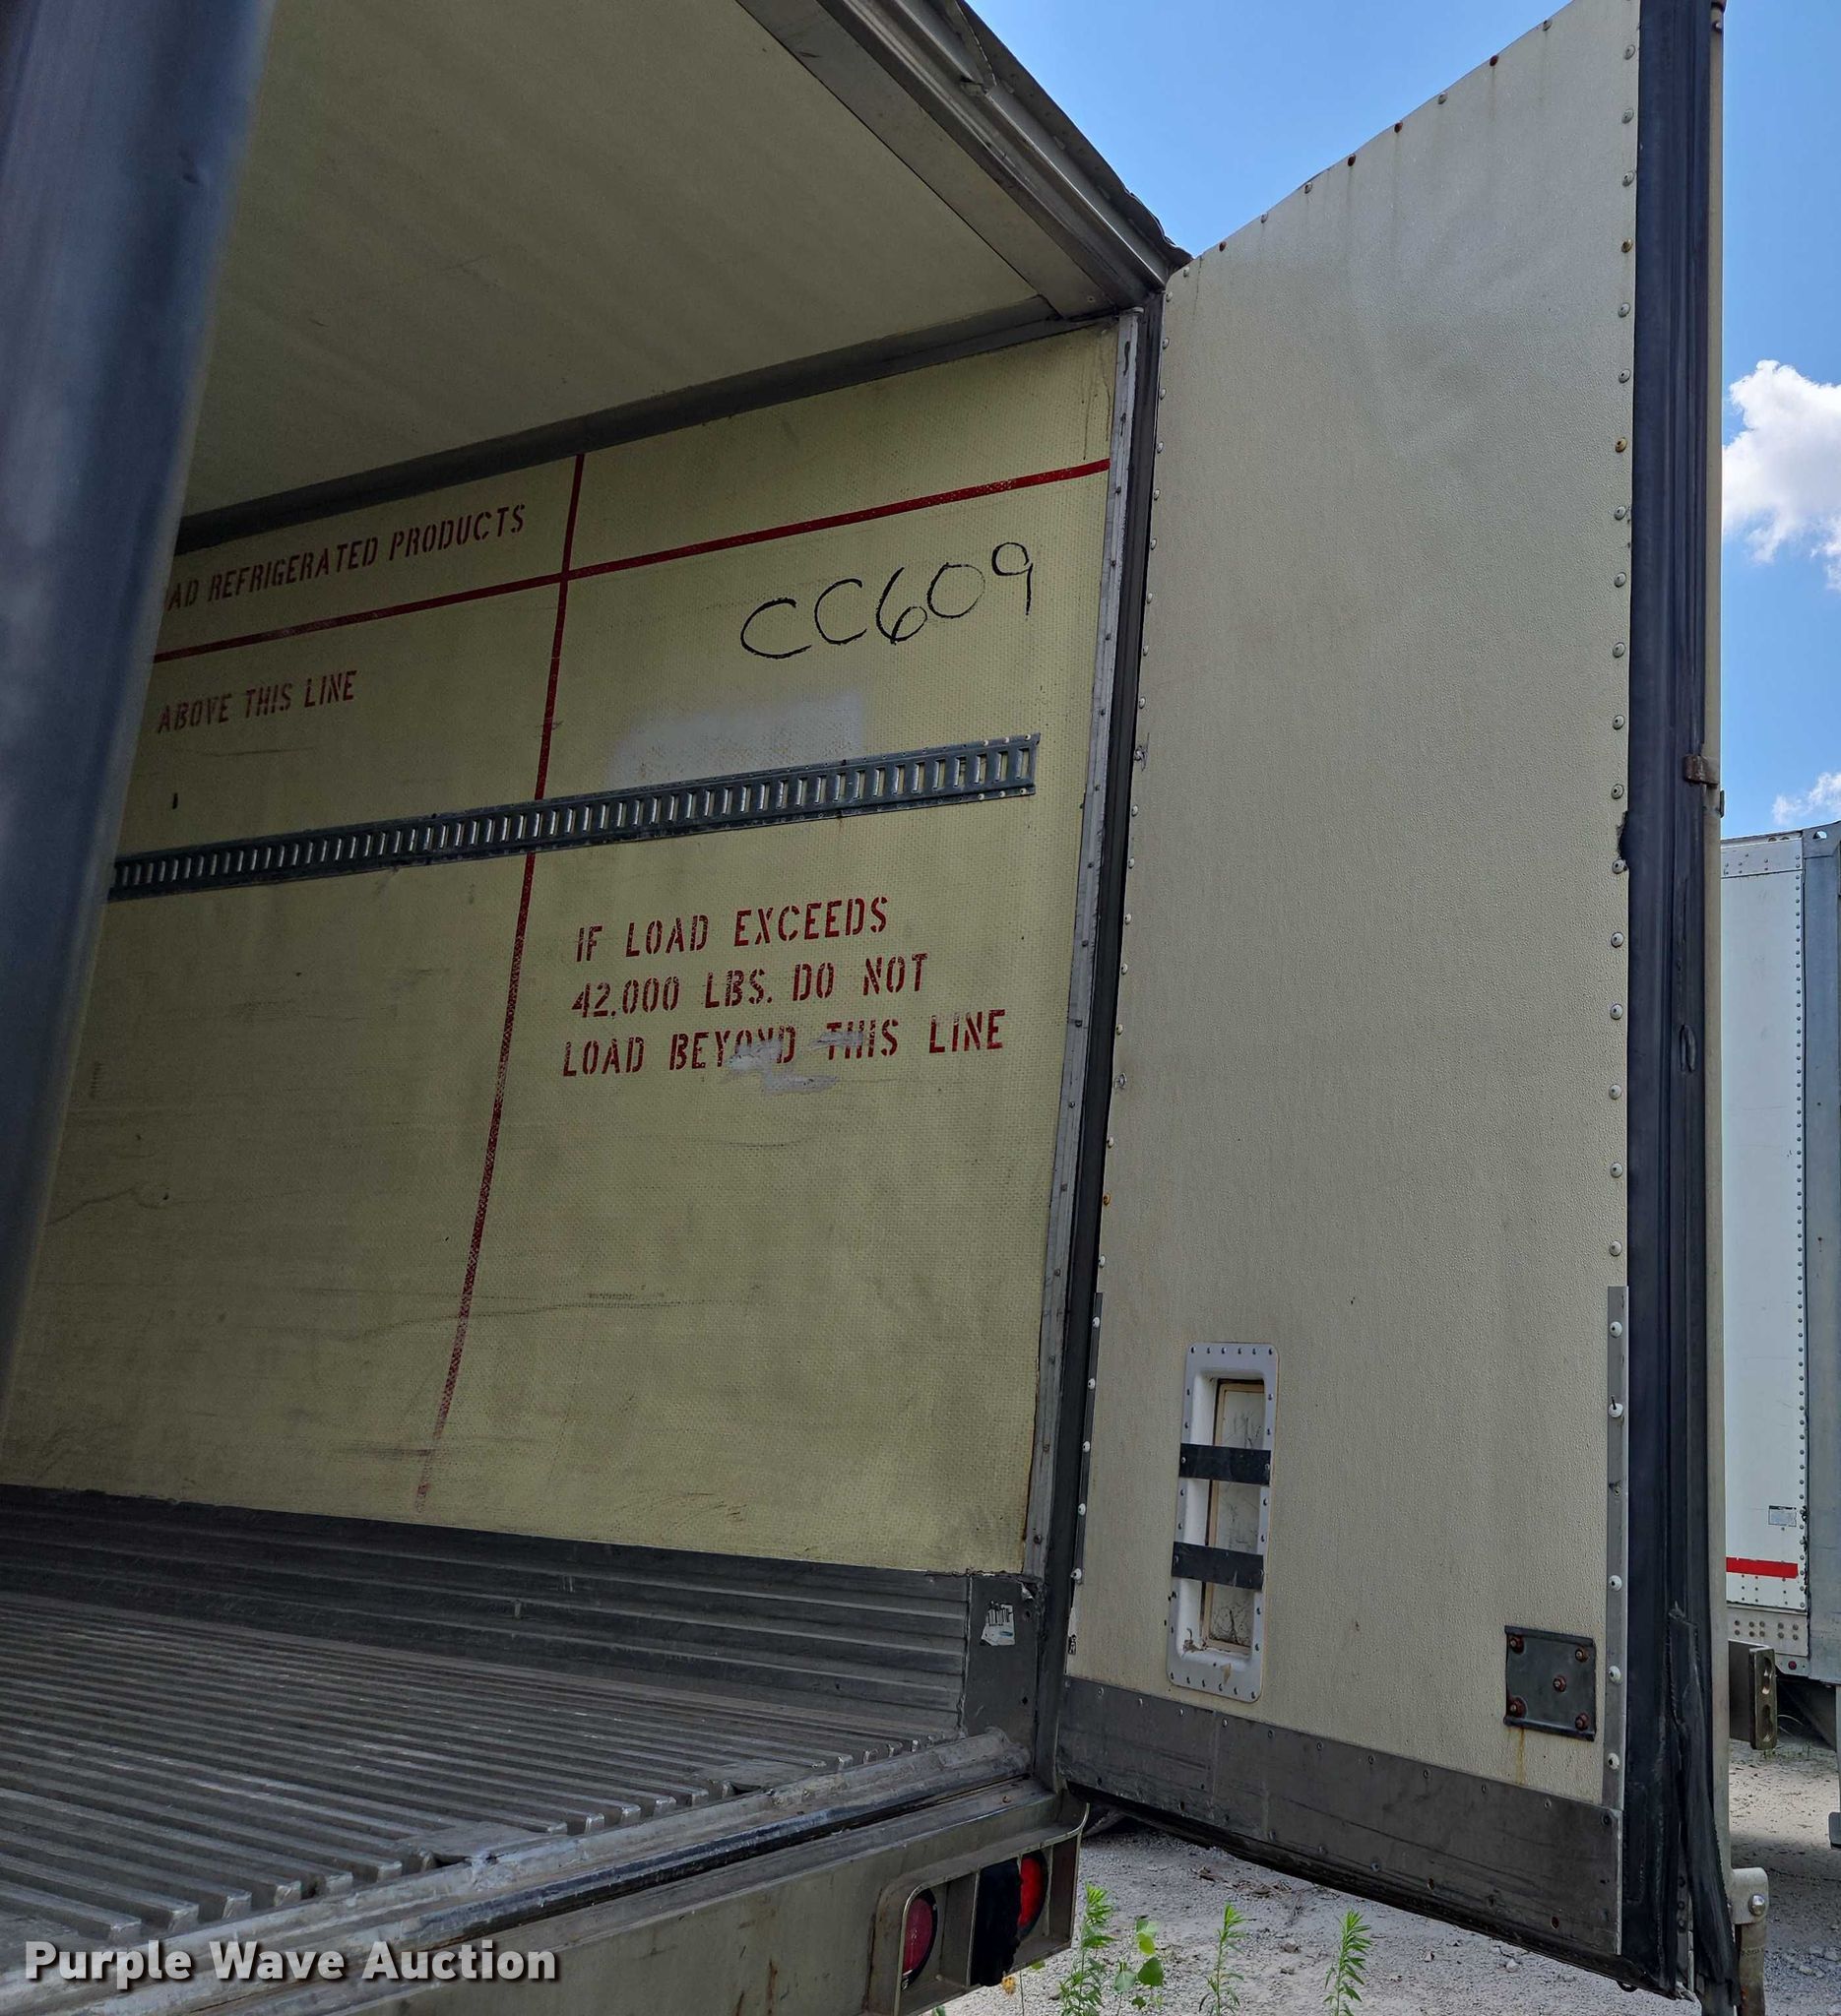 AD REFRIGERATED PRODUCTS
ABOVE THIS LINE
CC609
IF LOAD EXCEEDS
42,000 LBS. DO NOT
LOAD BEYOND THIS LINE
Purple Wave Auction